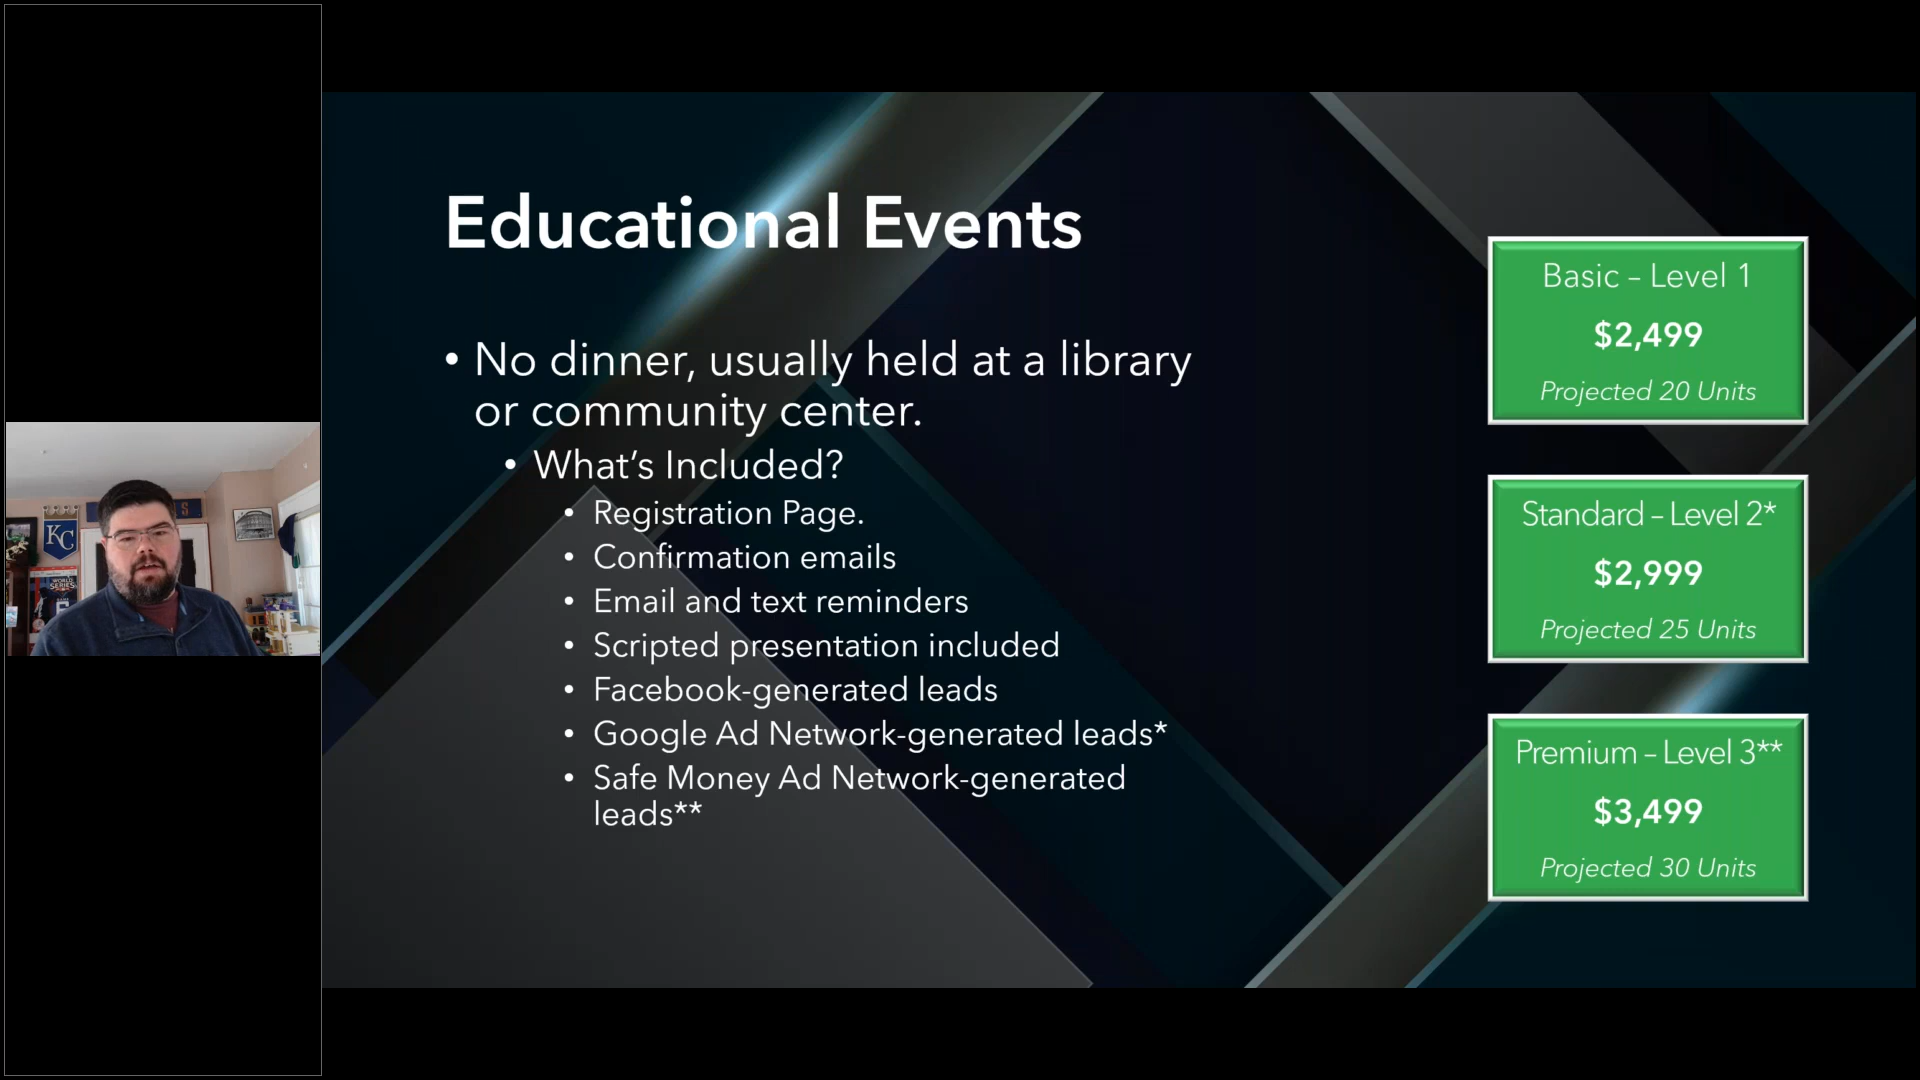 Educational Events
• No dinner, usually held at a library
or community center.
• What's Included?
• Registration Page.
• Confirmation emails
• Email and text reminders
• Scripted presentation included
• Facebook-generated leads
• Google Ad Network-generated leads*
• Safe Money Ad Network-generated
leads**
Basic – Level 1
$2,499
Projected 20 Units
Standard – Level 2*
$2,999
Projected 25 Units
Premium – Level 3**
$3,499
Projected 30 Units
KC
WORLD
SERIES